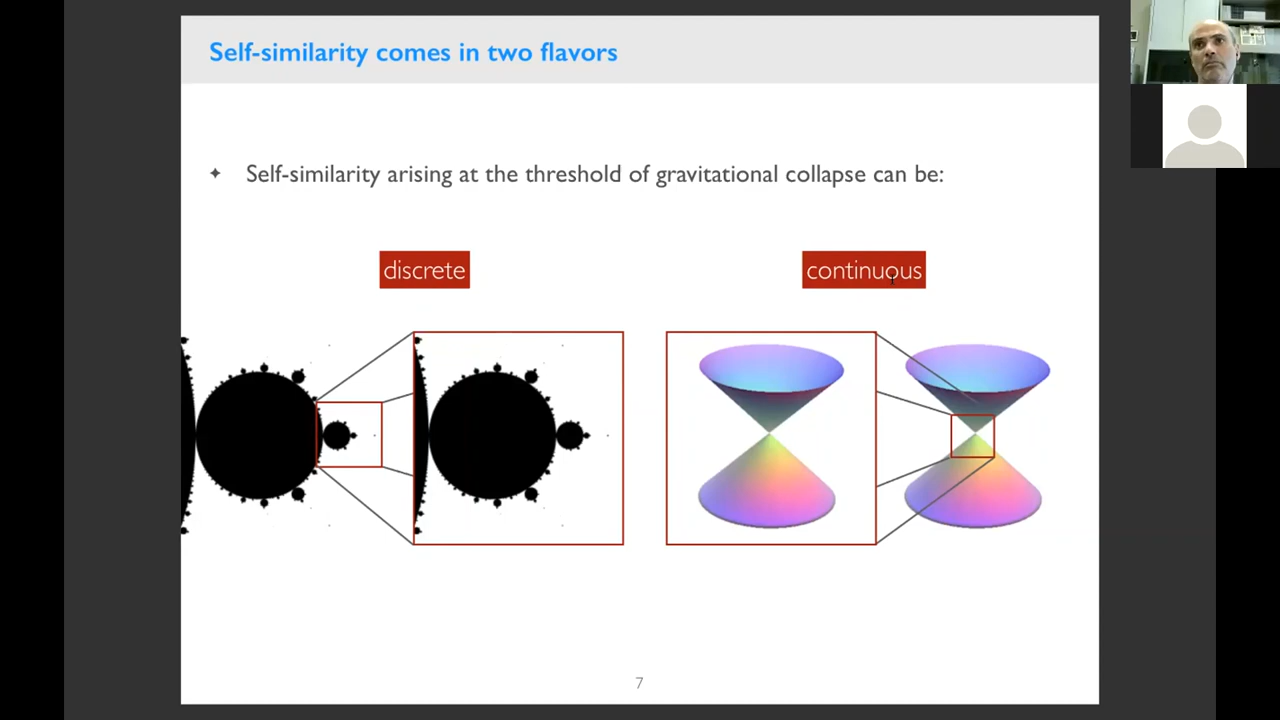 Self-similarity comes in two flavors
✦ Self-similarity arising at the threshold of gravitational collapse can be:
discrete
continuous
7